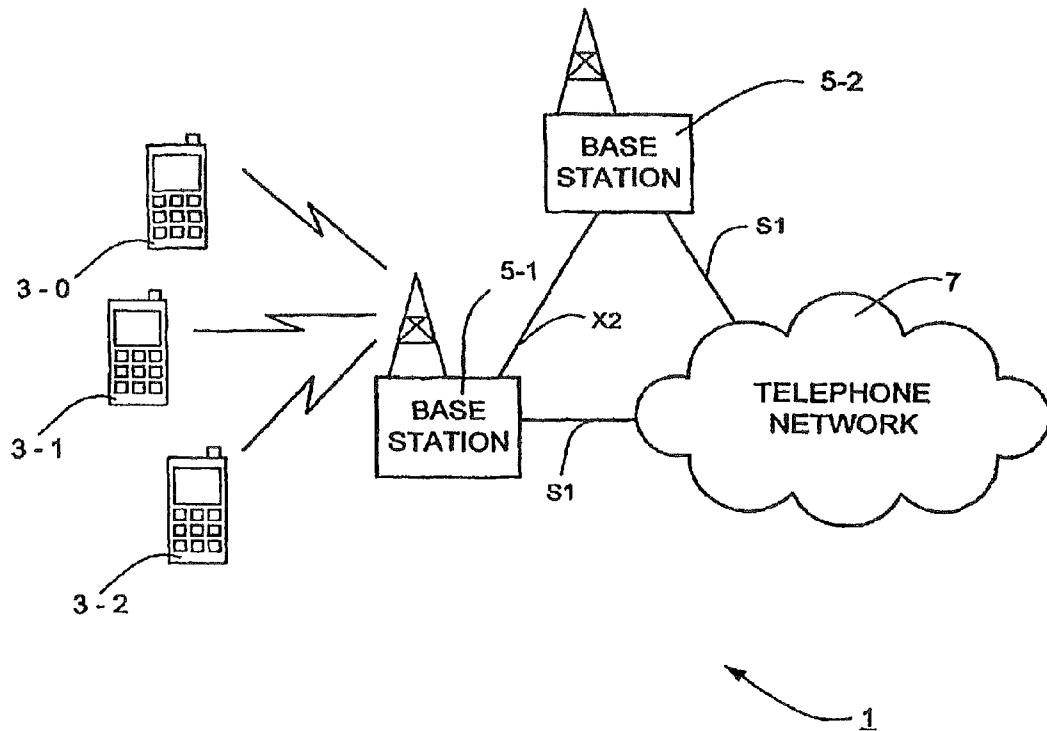 5-2
BASE
STATION
S1
3 - 0
5-1
7
X2
3 - 1
BASE
STATION
TELEPHONE
NETWORK
S1
3 - 2
1